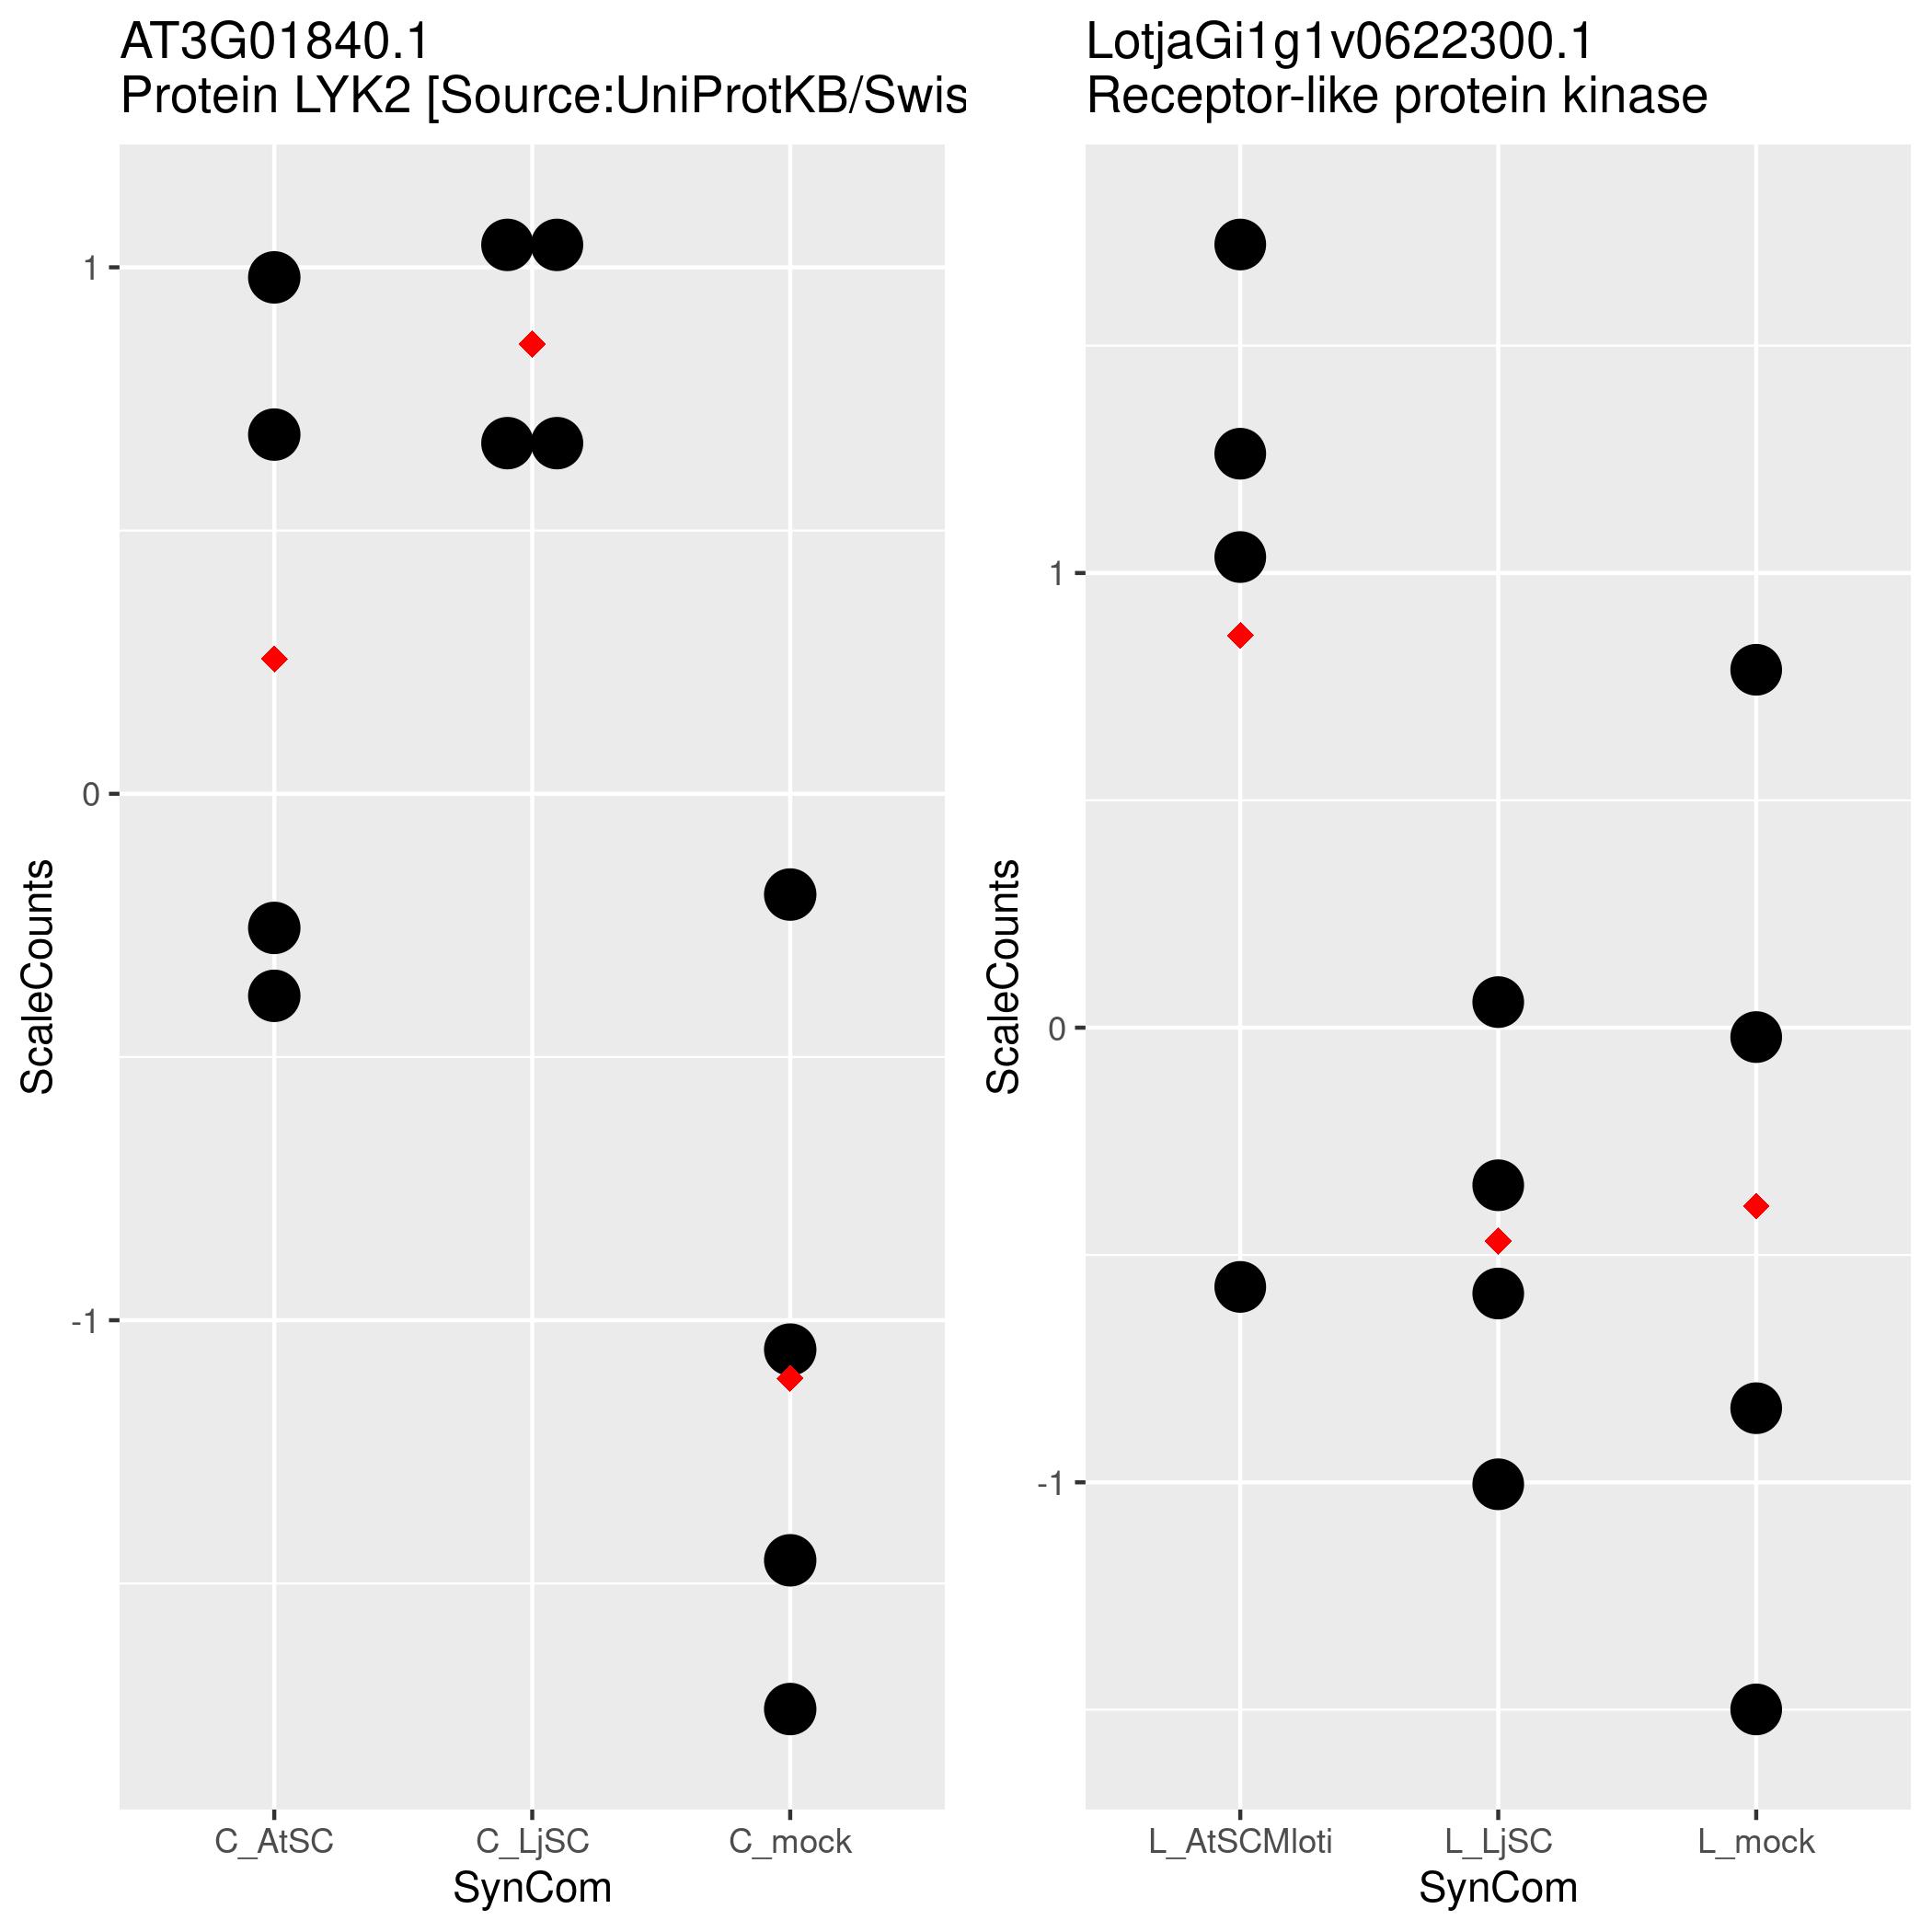 AT3G01840.1
Protein LYK2 [Source:UniProtKB/Swis
ScaleCounts
1
0
-1
C_AtSC C_LjSC C_mock
SynCom
LotjaGi1g1v0622300.1
Receptor-like protein kinase
ScaleCounts
1
0
-1
L_AtSCMloti L_LjSC L_mock
SynCom